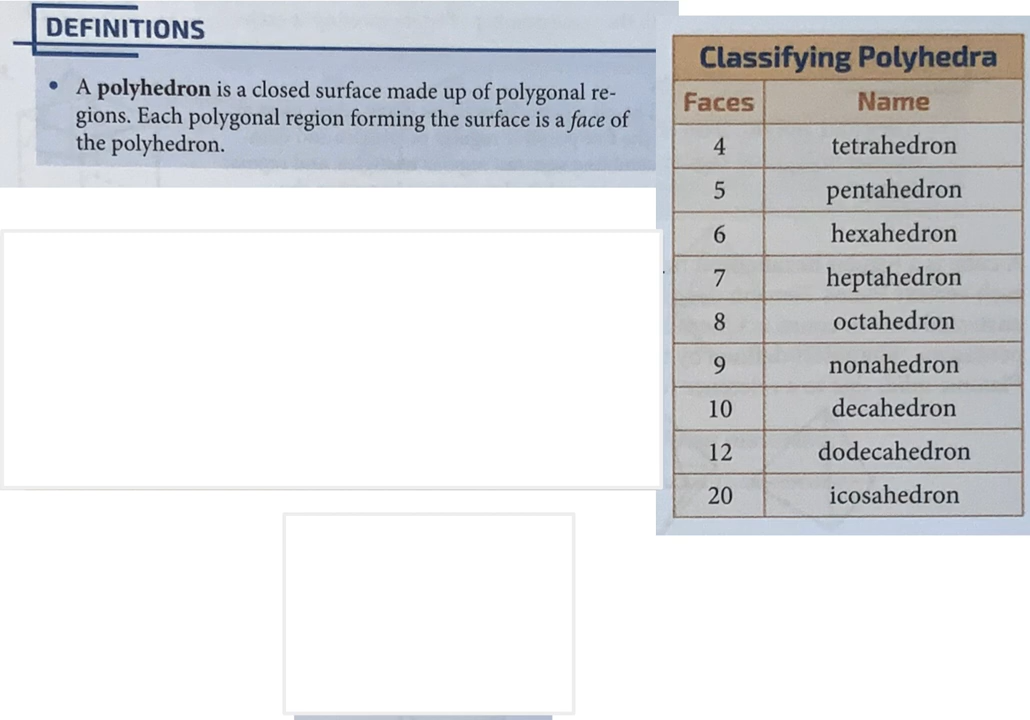 DEFINITIONS
• A polyhedron is a closed surface made up of polygonal re-
gions. Each polygonal region forming the surface is a face of
the polyhedron.
Classifying Polyhedra
Faces Name
4 tetrahedron
5 pentahedron
6 hexahedron
7 heptahedron
8 octahedron
9 nonahedron
10 decahedron
12 dodecahedron
20 icosahedron